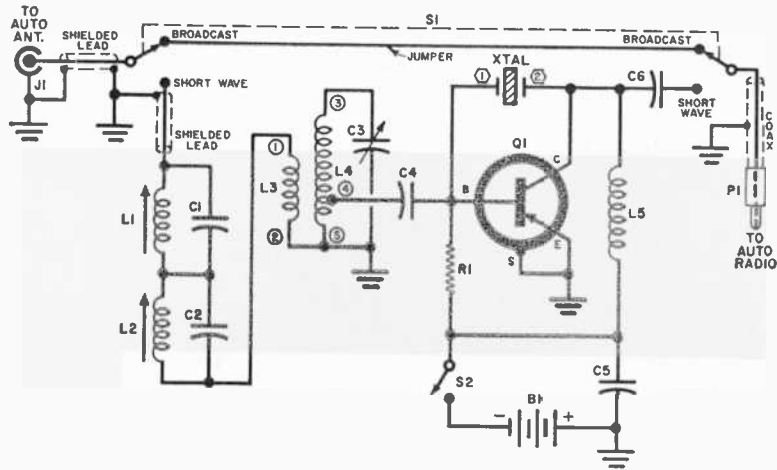 TO
AUTO
ANT.
SHIELDED
LEAD
J1
BROADCAST
S1
JUMPER
BROADCAST
SHORT WAVE
SHIELDED
LEAD
XTAL
1
2
C6
SHORT
WAVE
COAX
P1
TO
AUTO
RADIO
L1
C1
L2
C2
1
L3
2
3
L4
4
5
C3
C4
Q1
B
C
E
S
R1
L5
S2
B1
-
+
C5